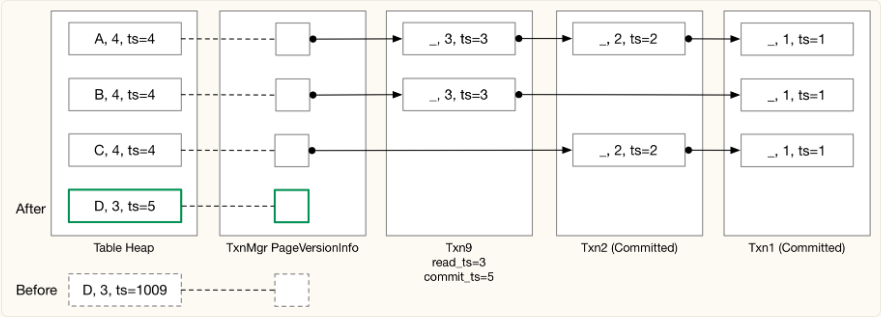 A, 4, ts=4
_, 3, ts=3
_, 2, ts=2
_, 1, ts=1
B, 4, ts=4
_, 3, ts=3
_, 1, ts=1
C, 4, ts=4
_, 2, ts=2
_, 1, ts=1
After
D, 3, ts=5
Table Heap
TxnMgr PageVersionInfo
Txn9
read_ts=3
commit_ts=5
Txn2 (Committed)
Txn1 (Committed)
Before
D, 3, ts=1009